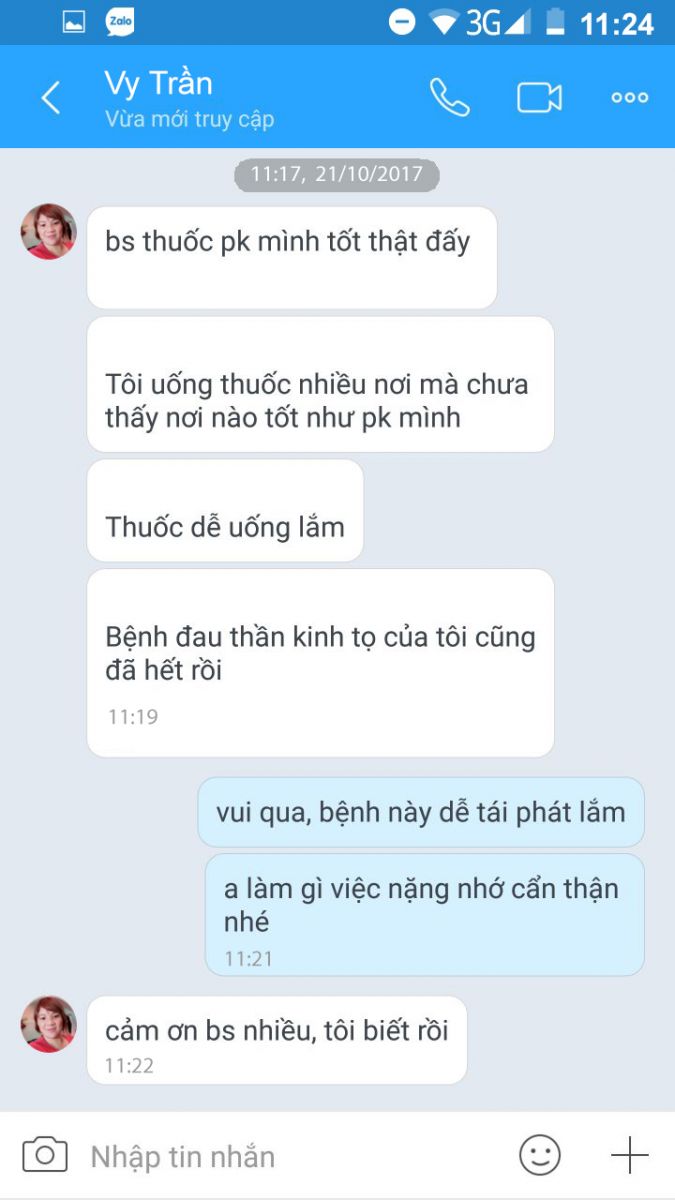 Zalo
3G
11:24
Vy Trần
Vừa mới truy cập
11:17, 21/10/2017
bs thuốc pk mình tốt thật đấy
Tôi uống thuốc nhiều nơi mà chưa
thấy nơi nào tốt như pk mình
Thuốc dễ uống lắm
Bệnh đau thần kinh tọ của tôi cũng
đã hết rồi
11:19
vui qua, bệnh này dễ tái phát lắm
a làm gì việc nặng nhớ cẩn thận
nhé
11:21
cảm ơn bs nhiều, tôi biết rồi
11:22
Nhập tin nhắn